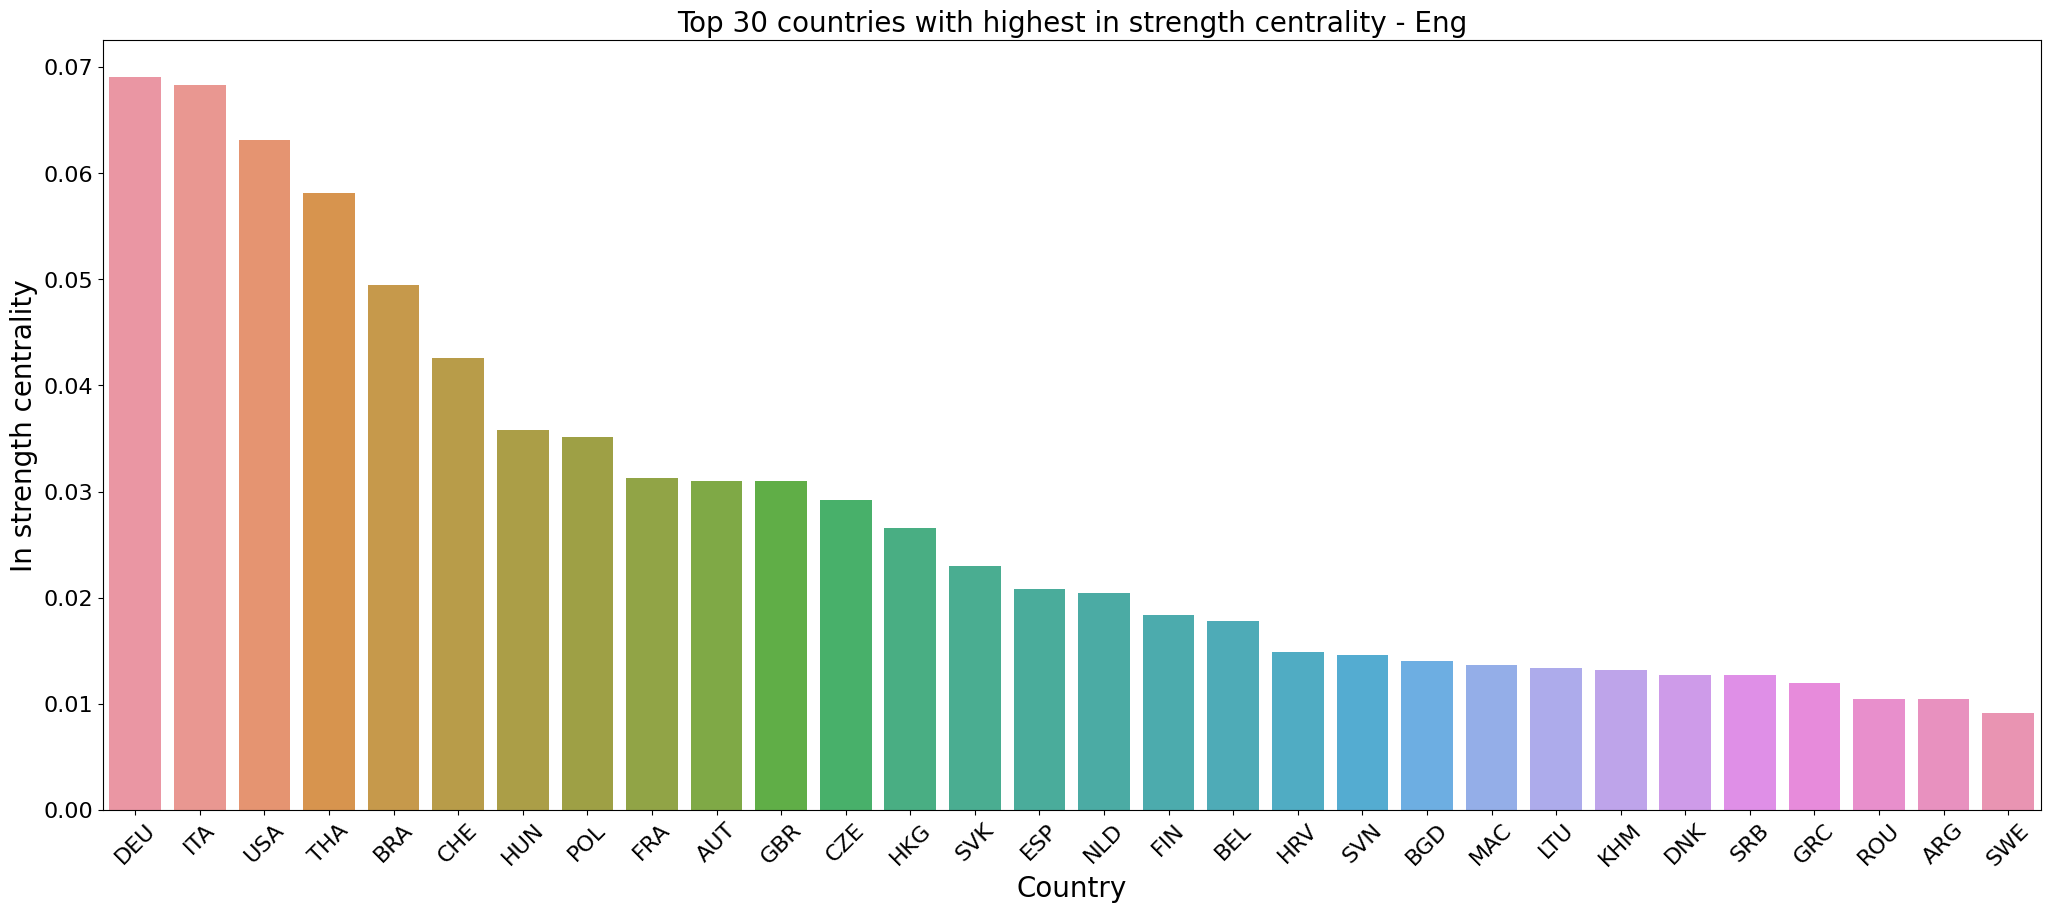 Top 30 countries with highest in strength centrality - Eng
In strength centrality
0.07
0.06
0.05
0.04
0.03
0.02
0.01
0.00
DEU ITA USA THA BRA CHE HUN POL FRA AUT GBR CZE HKG SVK ESP NLD FIN BEL HRV SVN BGD MAC LTU KHM DNK SRB GRC ROU ARG SWE
Country